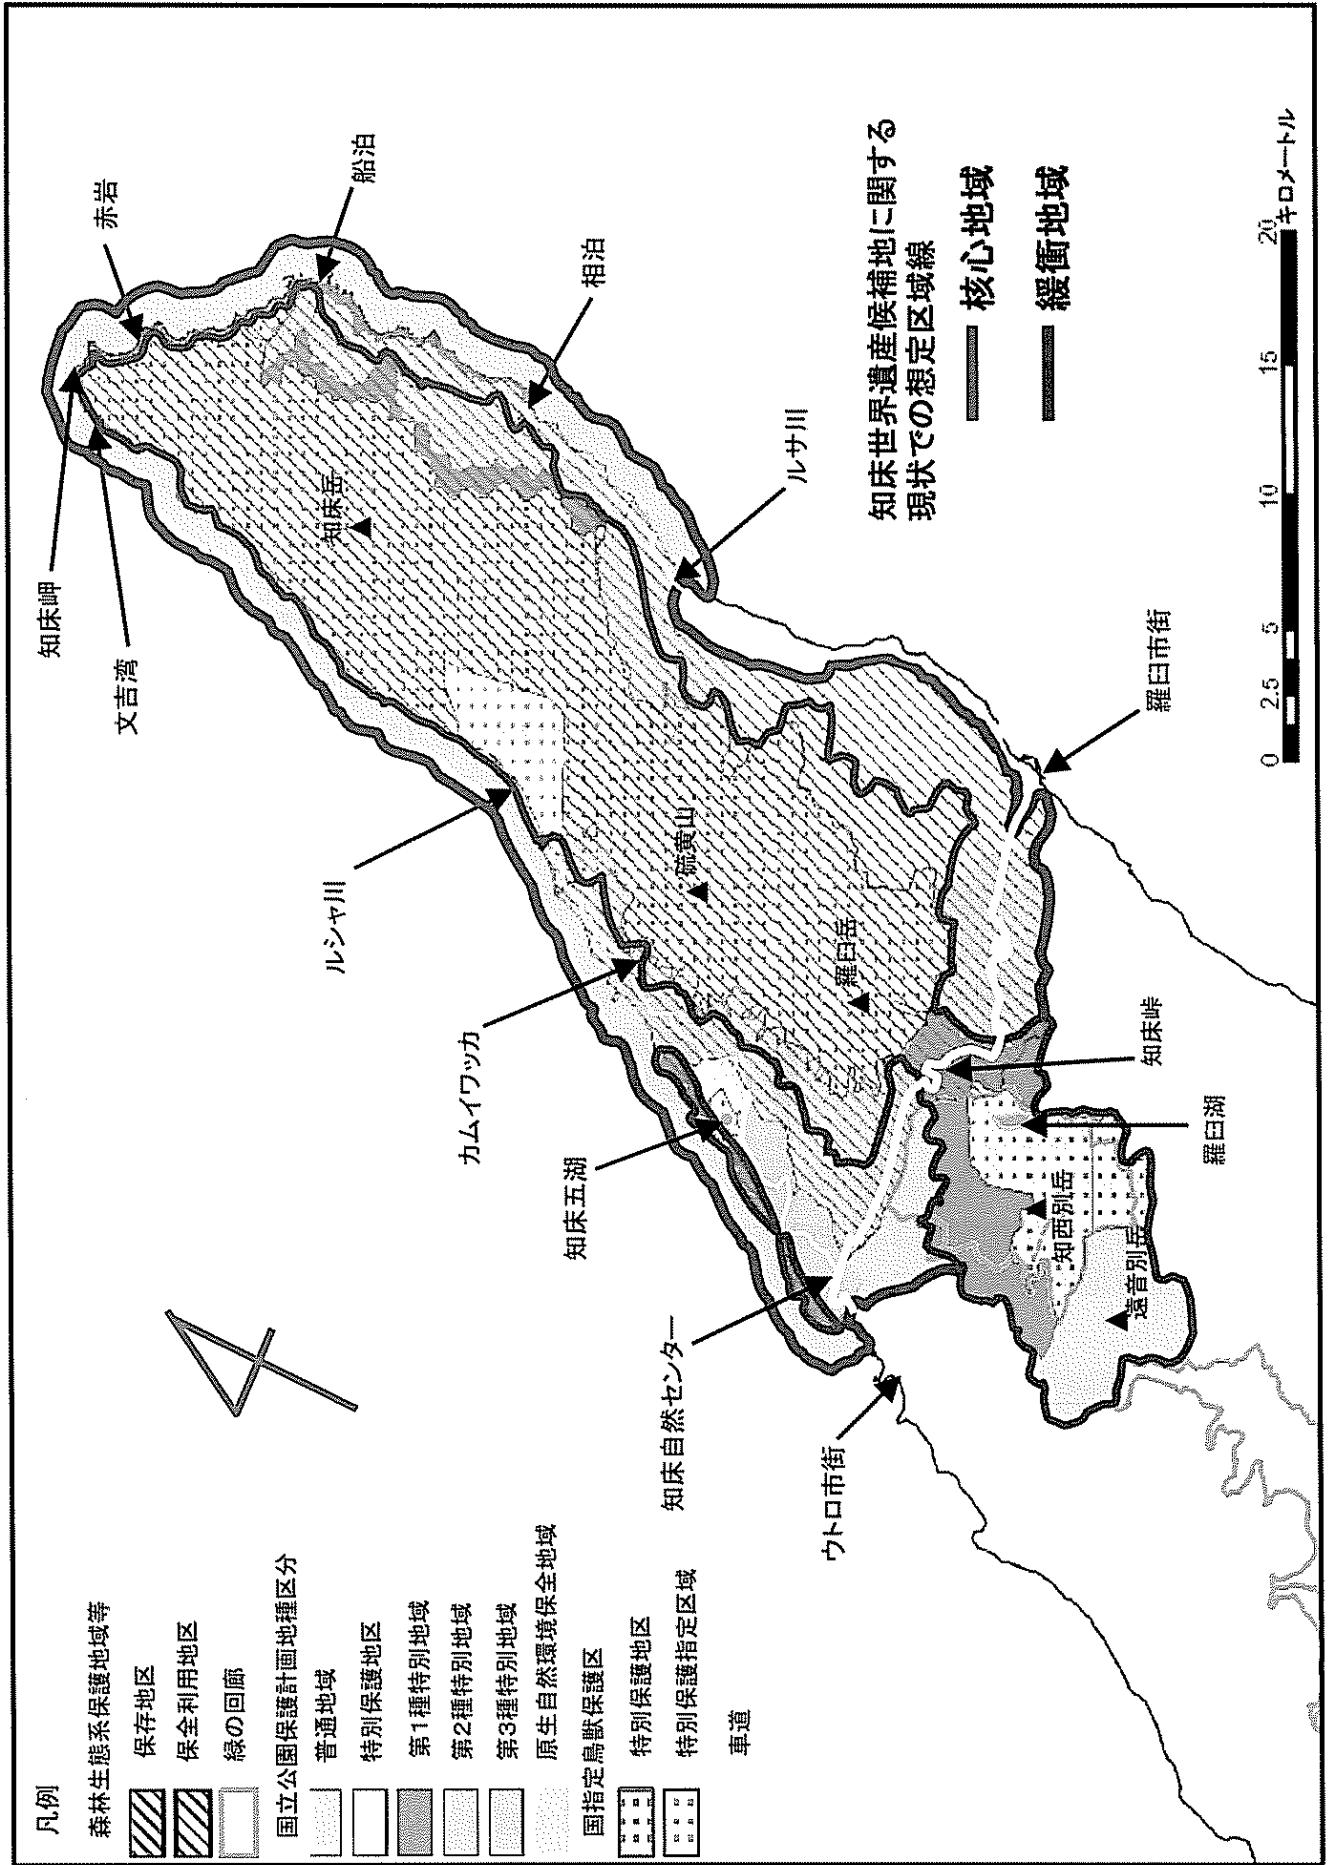 凡例
森林生態系保護地域等
保存地区
保全利用地区
緑の回廊
国立公園保護計画地種区分
普通地域
特別保護地区
第1種特別地域
第2種特別地域
第3種特別地域
原生自然環境保全地域
国指定鳥獣保護区
特別保護地区
特別保護指定区域
車道
知床岬
文吉湾
赤岩
船泊
相泊
知床岳
ルサ川
ルシャ川
カムイワッカ
硫黄山
羅臼岳
知床五湖
知床自然センター
ウトロ市街
羅臼市街
知床峠
羅臼湖
知西別岳
遠音別岳
知床世界遺産候補地に関する
現状での想定区域線
核心地域
緩衝地域
0 2.5 5 10 15 20
キロメートル